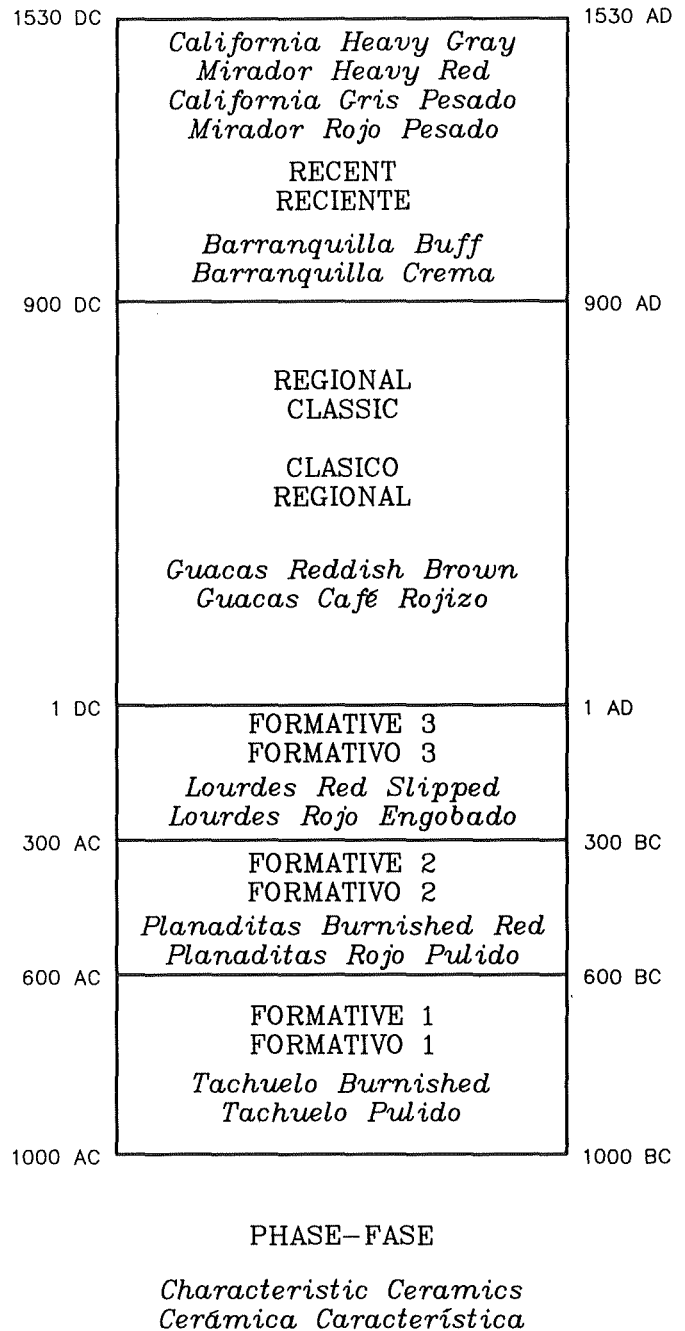 1530 DC
1530 AD
California Heavy Gray
Mirador Heavy Red
California Gris Pesado
Mirador Rojo Pesado
RECENT
RECIENTE
Barranquilla Buff
Barranquilla Crema
900 DC
900 AD
REGIONAL
CLASSIC
CLASICO
REGIONAL
Guacas Reddish Brown
Guacas Café Rojizo
1 DC
1 AD
FORMATIVE 3
FORMATIVO 3
Lourdes Red Slipped
Lourdes Rojo Engobado
300 AC
300 BC
FORMATIVE 2
FORMATIVO 2
Planaditas Burnished Red
Planaditas Rojo Pulido
600 AC
600 BC
FORMATIVE 1
FORMATIVO 1
Tachuelo Burnished
Tachuelo Pulido
1000 AC
1000 BC
PHASE-FASE
Characteristic Ceramics
Cerámica Característica